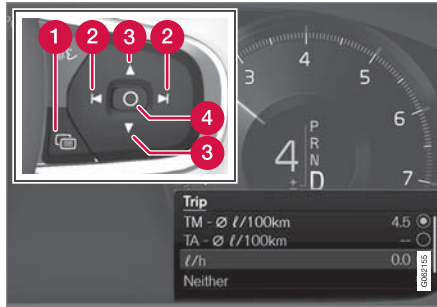 1
2
3
2
4
3
3
4
5
6
7
4
P
R
N
D
+
Trip
TM - ø ℓ/100km 4.5
TA - ø ℓ/100km --
ℓ/h 0.0
Neither
G062155